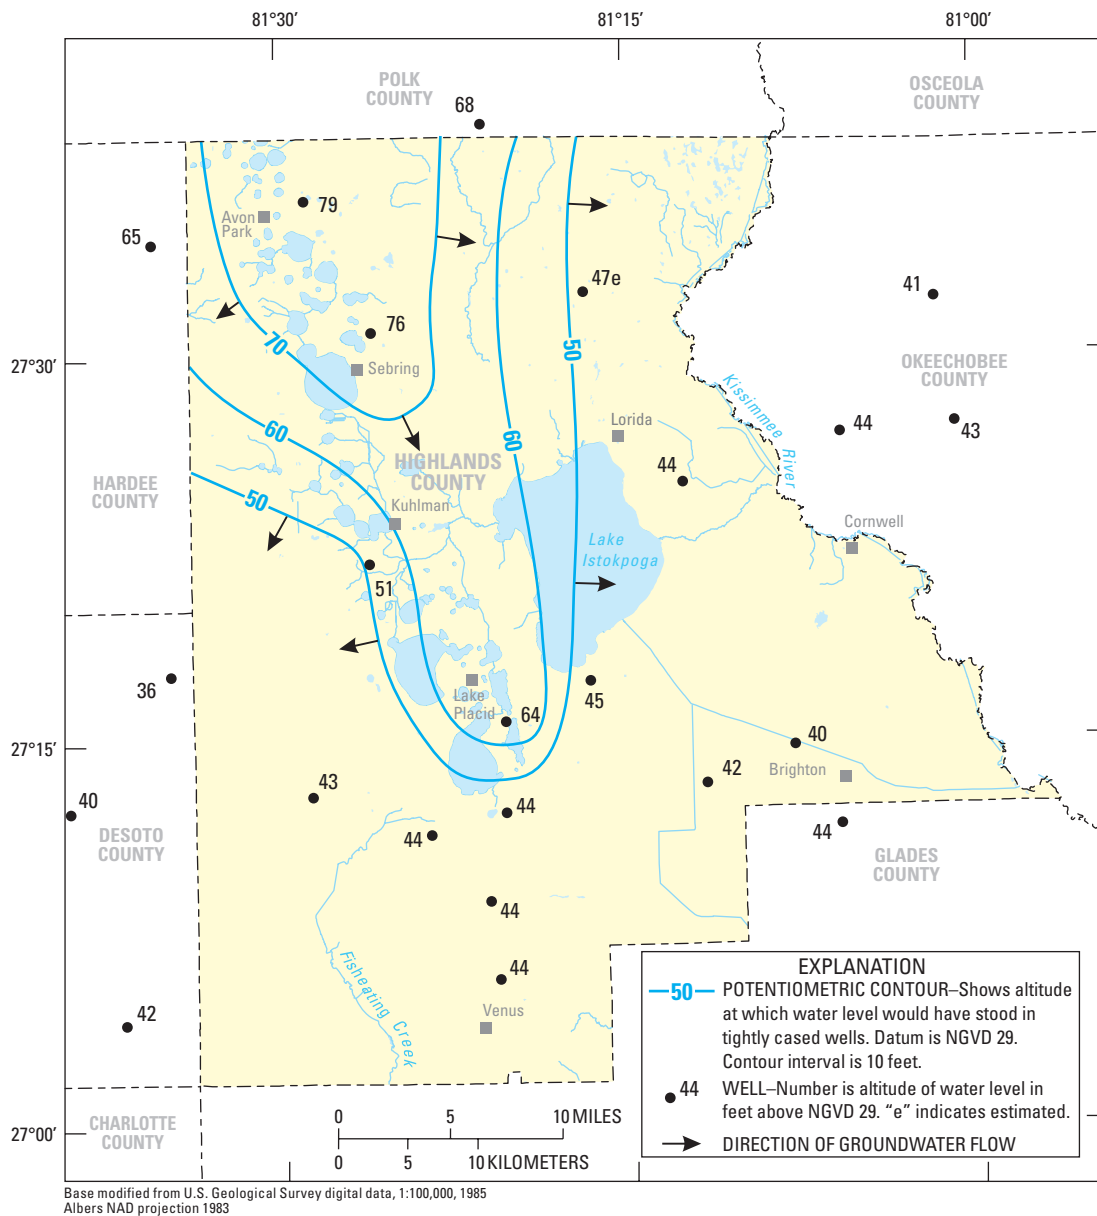 81°30′
81°15′
81°00′
POLK
COUNTY
OSCEOLA
COUNTY
68
79
Avon
Park
65
47e
41
76
70
50
27°30′
Sebring
OKEECHOBEE
COUNTY
Kissimmee River
60
60
Lorida
44
43
HIGHLANDS
COUNTY
44
HARDEE
COUNTY
50
Kuhlman
Cornwell
Lake
Istokpoga
51
36
Lake
Placid
45
64
27°15′
40
Brighton
42
43
40
44
44
44
DESOTO
COUNTY
GLADES
COUNTY
44
Fisheating Creek
44
Venus
42
27°00′
CHARLOTTE
COUNTY
0 5 10 MILES
0 5 10 KILOMETERS
EXPLANATION
50 POTENTIOMETRIC CONTOUR–Shows altitude
at which water level would have stood in
tightly cased wells. Datum is NGVD 29.
Contour interval is 10 feet.
44 WELL–Number is altitude of water level in
feet above NGVD 29. “e” indicates estimated.
DIRECTION OF GROUNDWATER FLOW
Base modified from U.S. Geological Survey digital data, 1:100,000, 1985
Albers NAD projection 1983